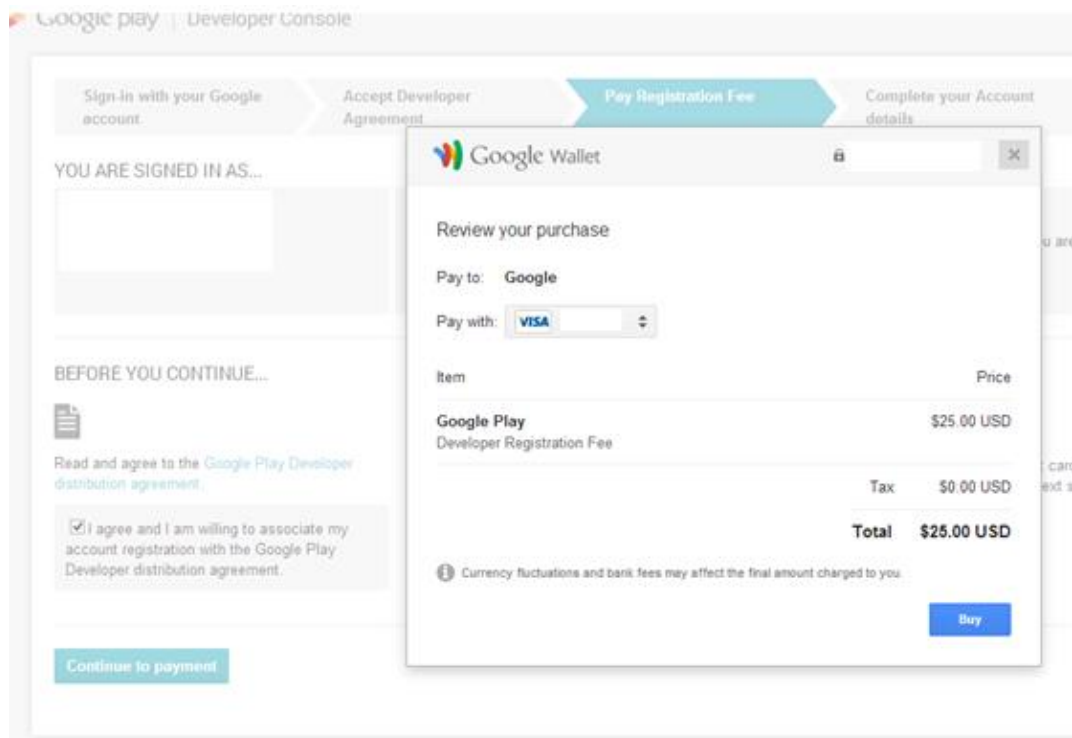 Google play | Developer Console
Sign-in with your Google
account
Accept Developer
Agreement
Pay Registration Fee
Complete your Account
details
YOU ARE SIGNED IN AS...
BEFORE YOU CONTINUE...
Read and agree to the Google Play Developer
distribution agreement.
I agree and I am willing to associate my
account registration with the Google Play
Developer distribution agreement.
Continue to payment
Google Wallet
Review your purchase
Pay to: Google
Pay with: VISA
Item Price
Google Play $25.00 USD
Developer Registration Fee
Tax $0.00 USD
Total $25.00 USD
Currency fluctuations and bank fees may affect the final amount charged to you.
Buy